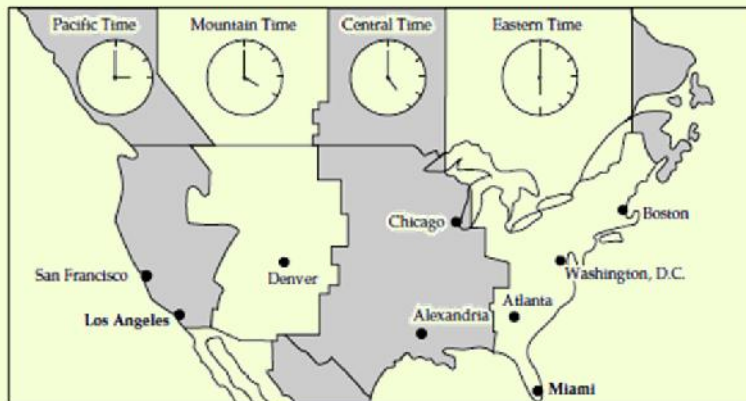 Pacific Time
Mountain Time
Central Time
Eastern Time
Chicago
Boston
San Francisco
Denver
Washington, D.C.
Los Angeles
Alexandria
Atlanta
Miami